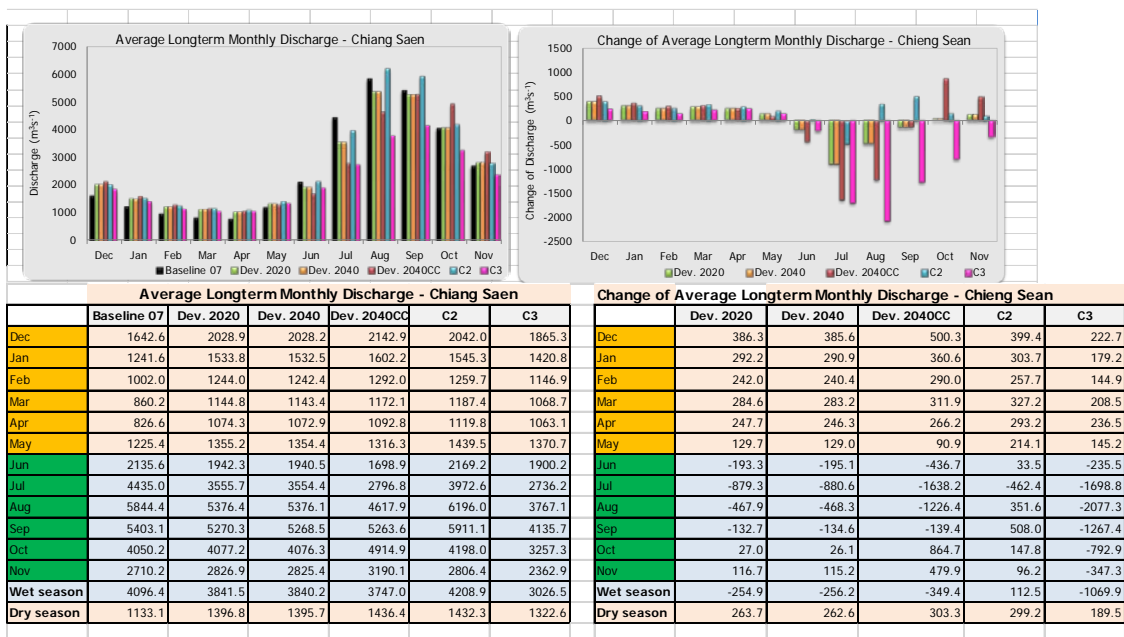 Average Longterm Monthly Discharge - Chiang Saen
Discharge (m³s⁻¹)
7000
6000
5000
4000
3000
2000
1000
0
Dec Jan Feb Mar Apr May Jun Jul Aug Sep Oct Nov
Baseline 07 Dev. 2020 Dev. 2040 Dev. 2040CC C2 C3
Change of Average Longterm Monthly Discharge - Chieng Sean
Change of Discharge (m³s⁻¹)
1500
1000
500
0
-500
-1000
-1500
-2000
-2500
Dec Jan Feb Mar Apr May Jun Jul Aug Sep Oct Nov
Dev. 2020 Dev. 2040 Dev. 2040CC C2 C3
Average Longterm Monthly Discharge - Chiang Saen
Baseline 07 Dev. 2020 Dev. 2040 Dev. 2040CC C2 C3
Dec 1642.6 2028.9 2028.2 2142.9 2042.0 1865.3
Jan 1241.6 1533.8 1532.5 1602.2 1545.3 1420.8
Feb 1002.0 1244.0 1242.4 1292.0 1259.7 1146.9
Mar 860.2 1144.8 1143.4 1172.1 1187.4 1068.7
Apr 826.6 1074.3 1072.9 1092.8 1119.8 1063.1
May 1225.4 1355.2 1354.4 1316.3 1439.5 1370.7
Jun 2135.6 1942.3 1940.5 1698.9 2169.2 1900.2
Jul 4435.0 3555.7 3554.4 2796.8 3972.6 2736.2
Aug 5844.4 5376.4 5376.1 4617.9 6196.0 3767.1
Sep 5403.1 5270.3 5268.5 5263.6 5911.1 4135.7
Oct 4050.2 4077.2 4076.3 4914.9 4198.0 3257.3
Nov 2710.2 2826.9 2825.4 3190.1 2806.4 2362.9
Wet season 4096.4 3841.5 3840.2 3747.0 4208.9 3026.5
Dry season 1133.1 1396.8 1395.7 1436.4 1432.3 1322.6
Change of Average Longterm Monthly Discharge - Chieng Sean
Dev. 2020 Dev. 2040 Dev. 2040CC C2 C3
Dec 386.3 385.6 500.3 399.4 222.7
Jan 292.2 290.9 360.6 303.7 179.2
Feb 242.0 240.4 290.0 257.7 144.9
Mar 284.6 283.2 311.9 327.2 208.5
Apr 247.7 246.3 266.2 293.2 236.5
May 129.7 129.0 90.9 214.1 145.2
Jun -193.3 -195.1 -436.7 33.5 -235.5
Jul -879.3 -880.6 -1638.2 -462.4 -1698.8
Aug -467.9 -468.3 -1226.4 351.6 -2077.3
Sep -132.7 -134.6 -139.4 508.0 -1267.4
Oct 27.0 26.1 864.7 147.8 -792.9
Nov 116.7 115.2 479.9 96.2 -347.3
Wet season -254.9 -256.2 -349.4 112.5 -1069.9
Dry season 263.7 262.6 303.3 299.2 189.5